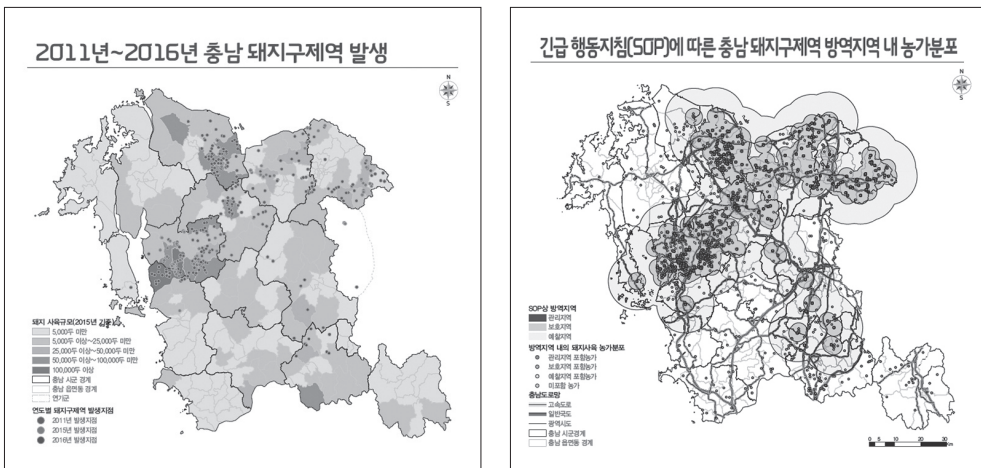 2011년~2016년 충남 돼지구제역 발생
N
S
돼지 사육규모(2015년 기준)
5,000두 미만
5,000두 이상~25,000두 미만
25,000두 이상~50,000두 미만
50,000두 이상~100,000두 미만
100,000두 이상
충남 시군 경계
충남 읍면동 경계
연기군
연도별 돼지구제역 발생지점
2011년 발생지점
2015년 발생지점
2016년 발생지점
긴급 행동지침(SOP)에 따른 충남 돼지구제역 방역지역 내 농가분포
N
S
SOP상 방역지역
관리지역
보호지역
예찰지역
방역지역 내의 돼지사육 농가분포
관리지역 포함농가
보호지역 포함농가
예찰지역 포함농가
미포함 농가
충남도로망
고속도로
일반국도
광역시도
충남 시군경계
충남 읍면동 경계
0 5 10 20 30
km